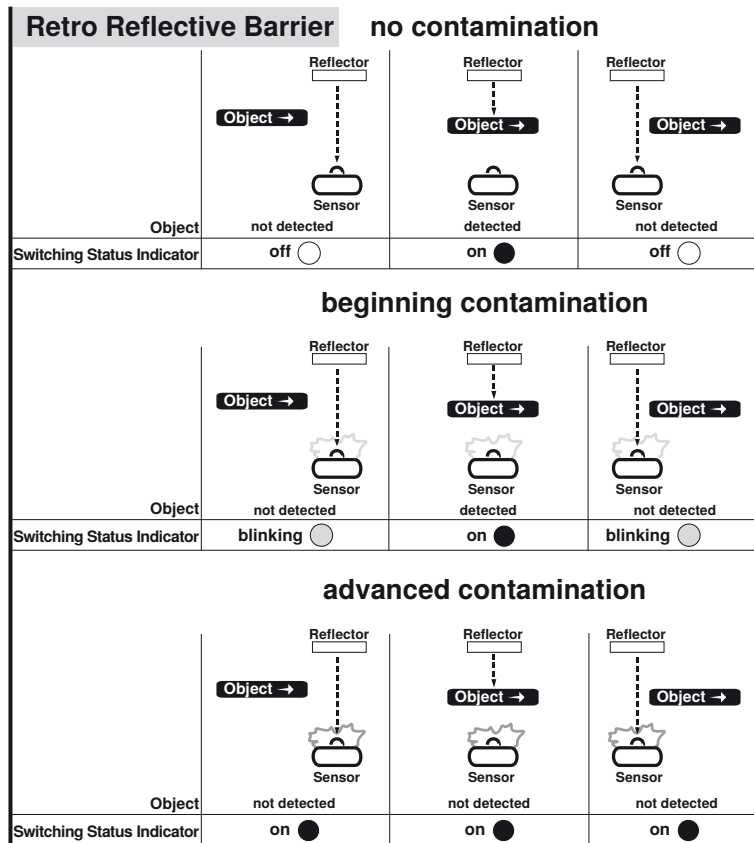 Retro Reflective Barrier no contamination
Reflector Reflector Reflector
Object → Object → Object →
Sensor Sensor Sensor
Object not detected detected not detected
Switching Status Indicator off on off
beginning contamination
Reflector Reflector Reflector
Object → Object → Object →
Sensor Sensor Sensor
Object not detected detected not detected
Switching Status Indicator blinking on blinking
advanced contamination
Reflector Reflector Reflector
Object → Object → Object →
Sensor Sensor Sensor
Object not detected not detected not detected
Switching Status Indicator on on on